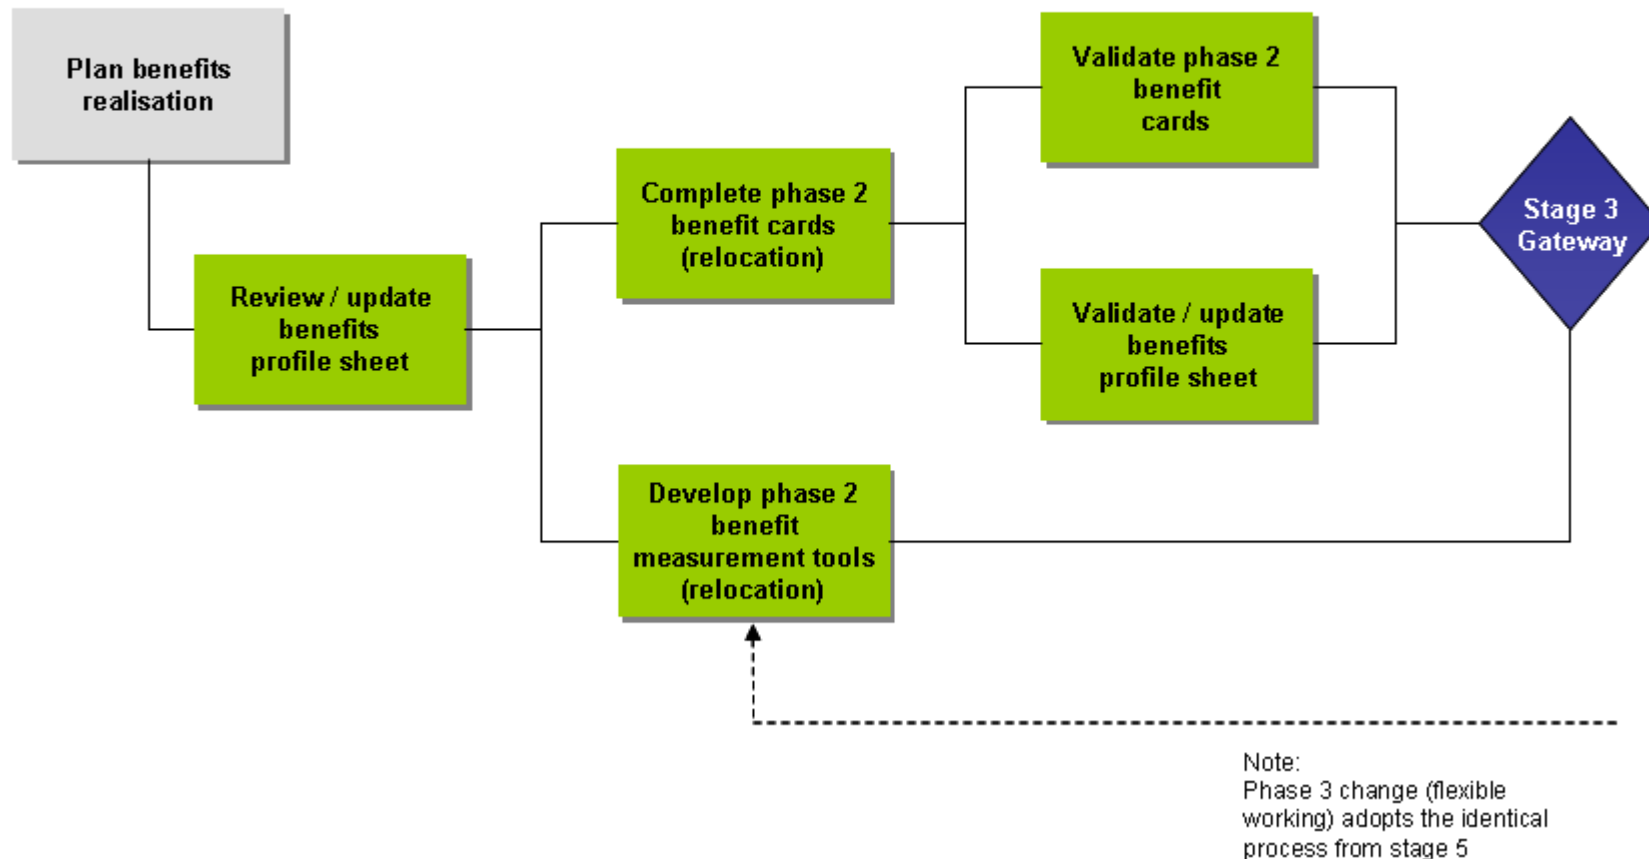 Plan benefits
realisation
Review / update
benefits
profile sheet
Complete phase 2
benefit cards
(relocation)
Develop phase 2
benefit
measurement tools
(relocation)
Validate phase 2
benefit
cards
Validate / update
benefits
profile sheet
Stage 3
Gateway
Note:
Phase 3 change (flexible
working) adopts the identical
process from stage 5